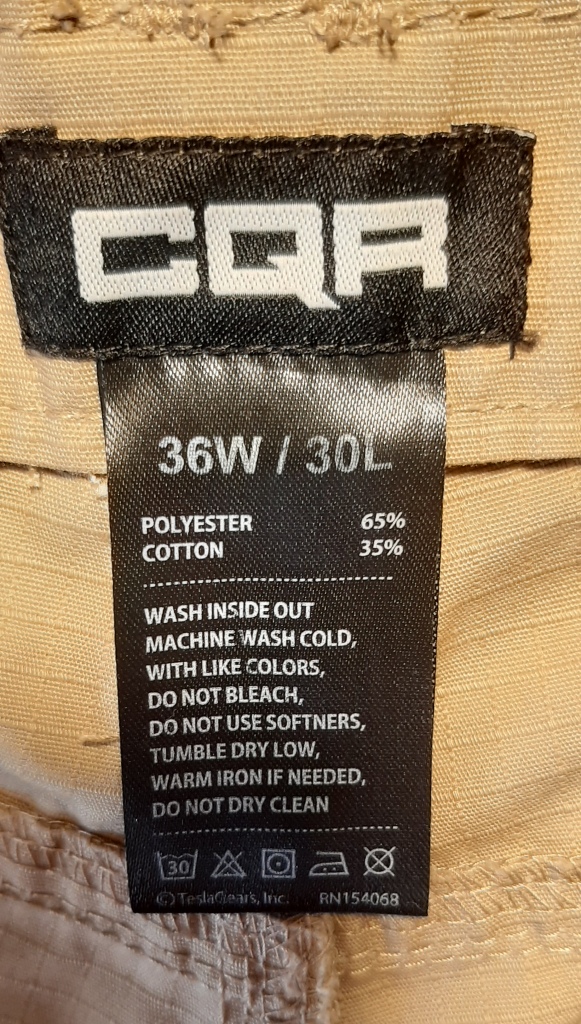 CQR
36W / 30L
POLYESTER 65%
COTTON 35%
WASH INSIDE OUT
MACHINE WASH COLD,
WITH LIKE COLORS,
DO NOT BLEACH,
DO NOT USE SOFTNERS,
TUMBLE DRY LOW,
WARM IRON IF NEEDED,
DO NOT DRY CLEAN
30
© TeslaGears, Inc. RN154068